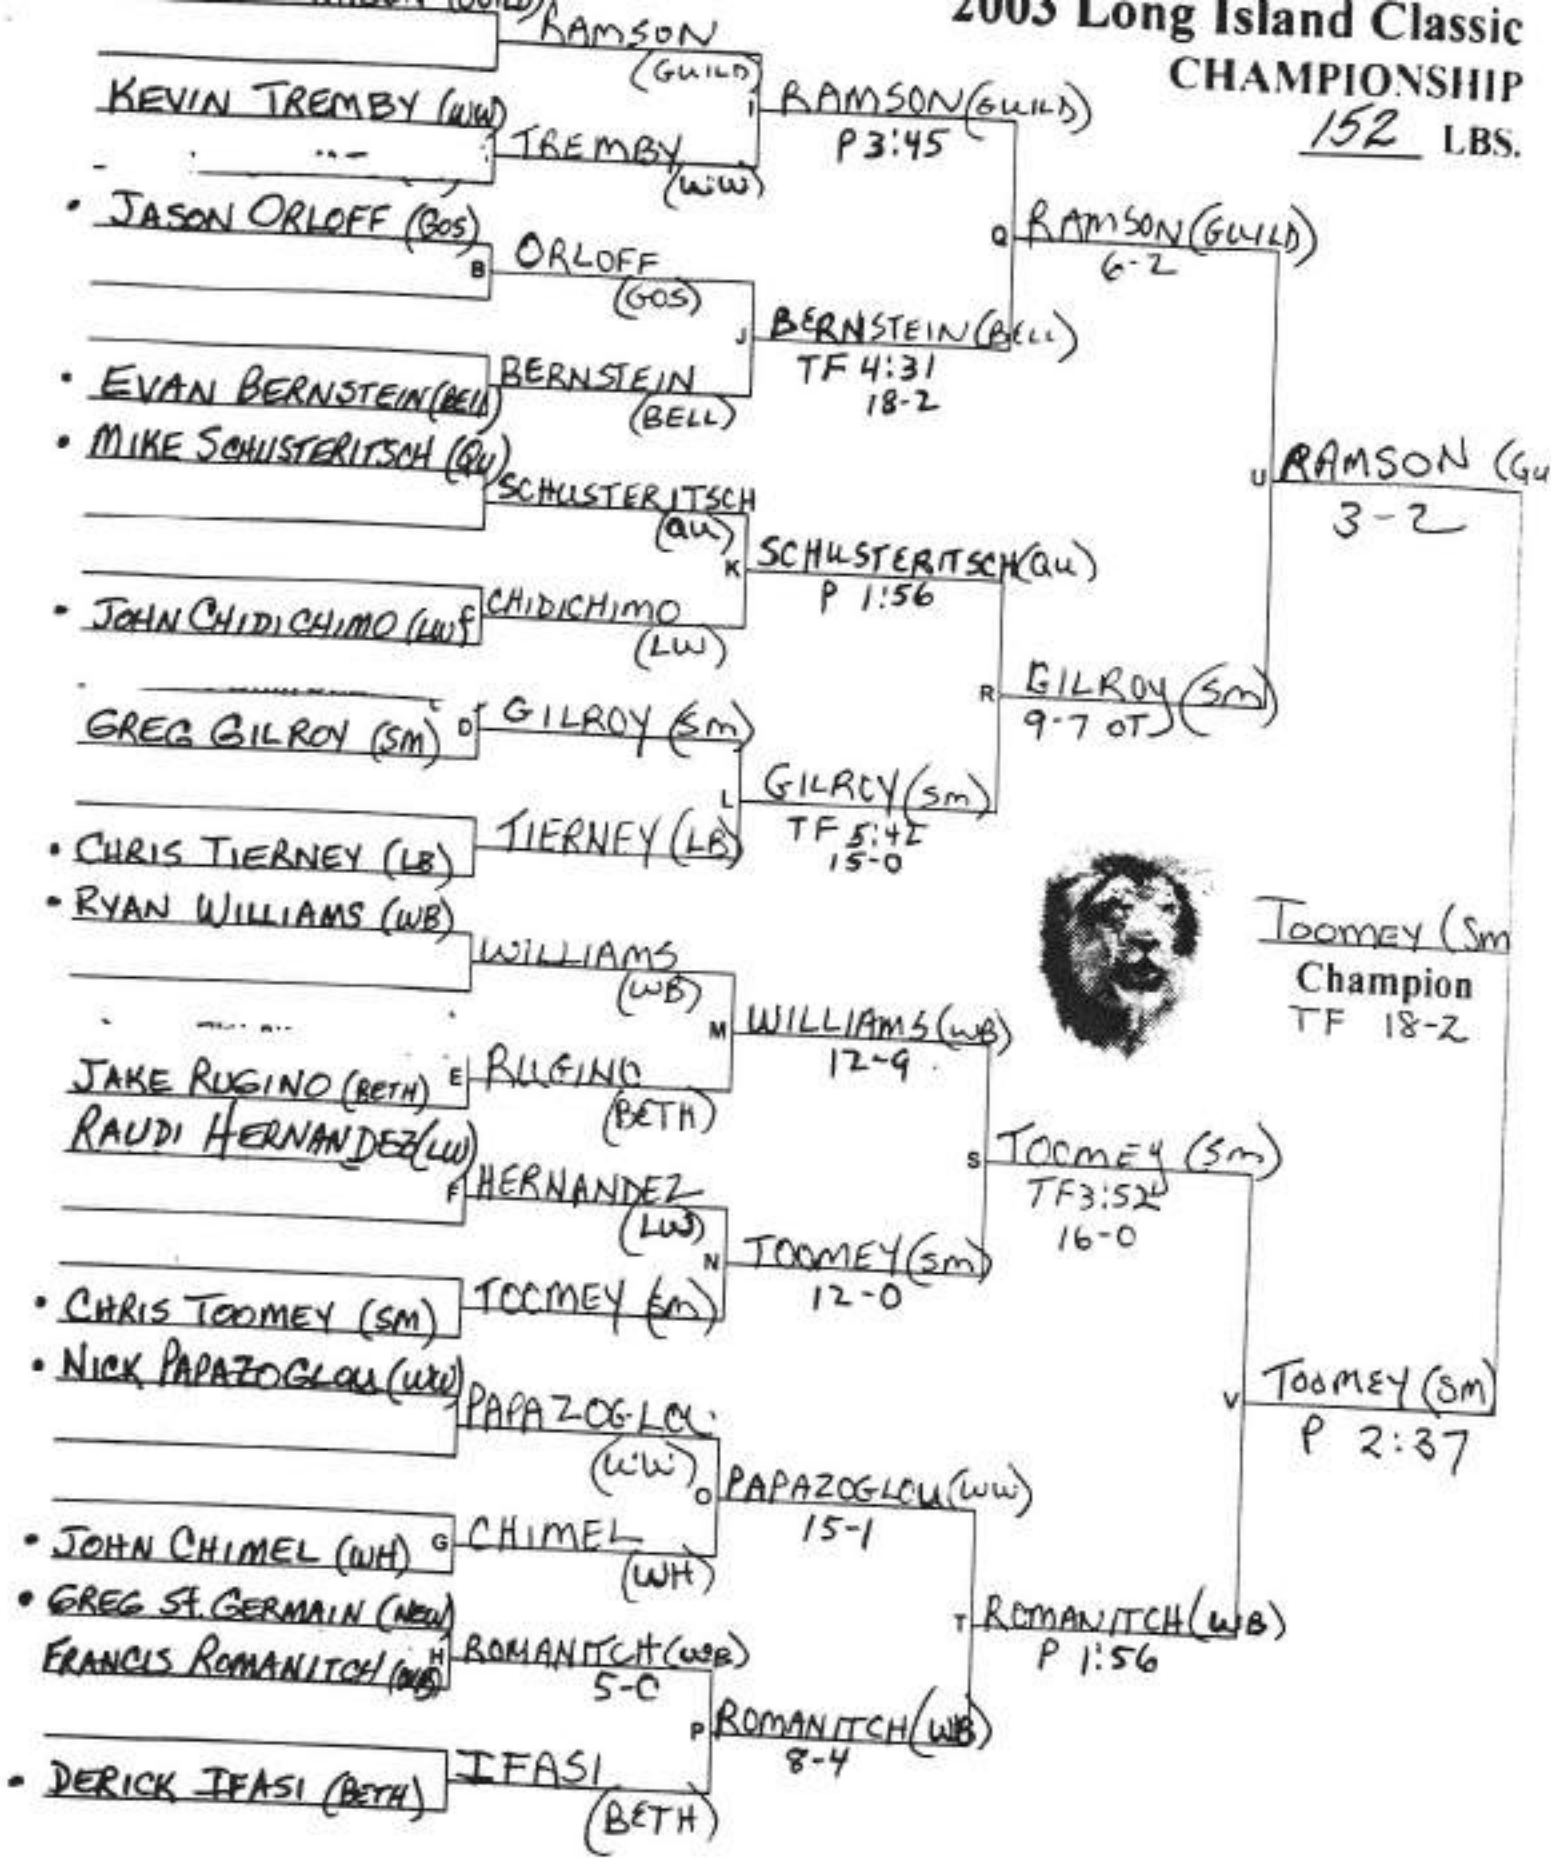 2003 Long Island Classic
CHAMPIONSHIP
152 LBS.
(GUILD)
KEVIN TREMBY (WW)
• JASON ORLOFF (GOS)
B
• EVAN BERNSTEIN (BELL)
• MIKE SCHUSTERITSCH (QU)
• JOHN CHIDICHIMO (LW)
C
GREG GILROY (SM)
D
• CHRIS TIERNEY (LB)
• RYAN WILLIAMS (WB)
JAKE RUGINO (BETH)
E
RAUDI HERNANDEZ (LW)
F
• CHRIS TOOMEY (SM)
• NICK PAPAZOGLOU (WW)
• JOHN CHIMEL (WH)
G
• GREG St. GERMAIN (NEW)
FRANCIS ROMANITCH (WB)
H
• DERICK IFASI (BETH)
RAMSON
(GUILD)
TREMBY
(WW)
ORLOFF
(GOS)
BERNSTEIN
(BELL)
SCHUSTERITSCH
(QU)
CHIDICHIMO
(LW)
GILROY (SM)
TIERNEY (LB)
WILLIAMS
(WB)
RUGINO
(BETH)
HERNANDEZ
(LW)
TOOMEY (SM)
PAPAZOGLOU
(WW)
CHIMEL
(WH)
ROMANITCH (WB)
5-0
IFASI
(BETH)
I
RAMSON (GUILD)
P 3:45
J
BERNSTEIN (BELL)
TF 4:31
18-2
K
SCHUSTERITSCH (QU)
P 1:56
L
GILROY (SM)
TF 5:42
15-0
M
WILLIAMS (WB)
12-9
N
TOOMEY (SM)
12-0
O
PAPAZOGLOU (WW)
15-1
P
ROMANITCH (WB)
8-4
Q
RAMSON (GUILD)
6-2
R
GILROY (SM)
9-7 OT
S
TOOMEY (SM)
TF 3:52
16-0
T
ROMANITCH (WB)
P 1:56
U
RAMSON (GU
3-2
V
TOOMEY (SM)
P 2:37
TOOMEY (SM
Champion
TF 18-2